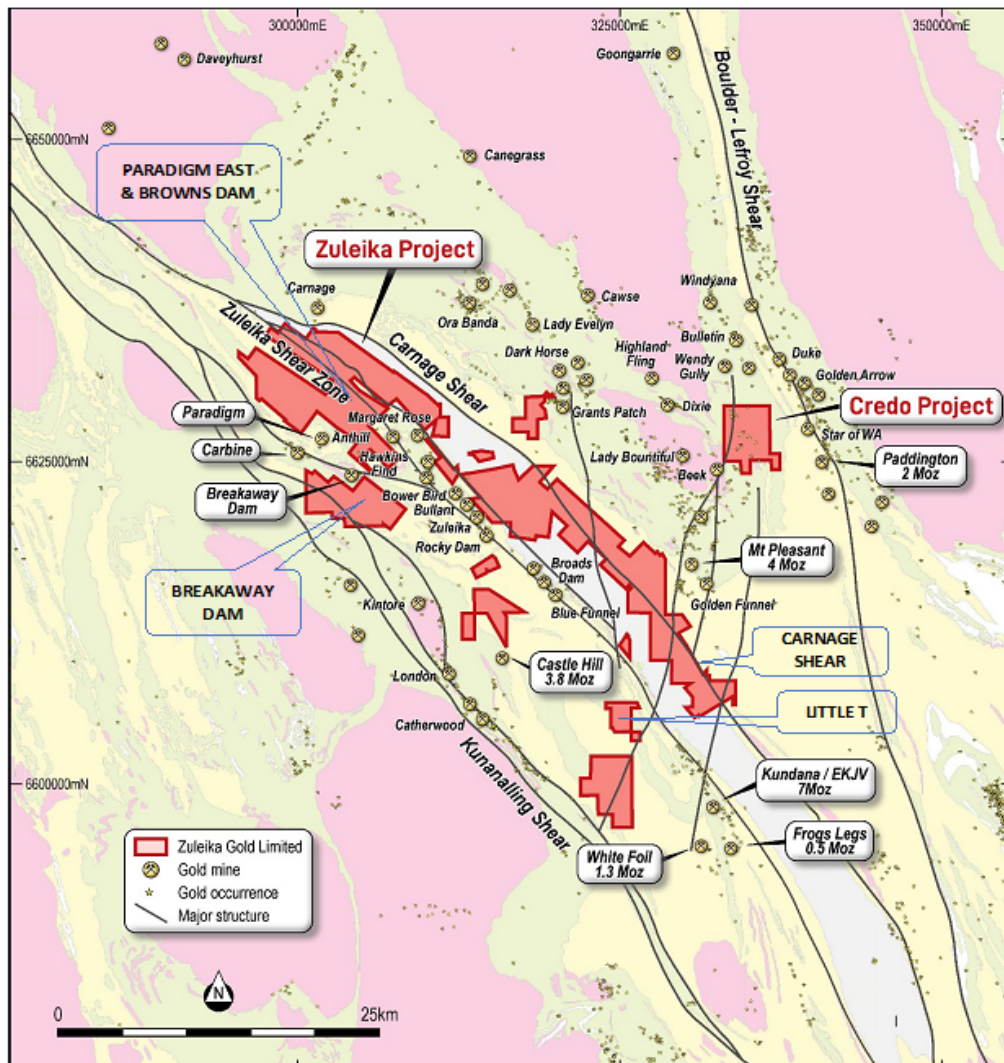 300000mE
325000mE
350000mE
Daveyhurst
Goongarrie
Boulder - Lefroy Shear
6650000mN
PARADIGM EAST
& BROWNS DAM
Canegrass
Zuleika Project
Carnage
Cawse
Windyana
Ora Banda
Lady Evelyn
Zuleika Shear Zone
Carnage Shear
Bulletin
Dark Horse
Highland
Fling
Wendy
Gully
Duke
Golden Arrow
Paradigm
Margaret Rose
Grants Patch
Dixie
Credo Project
Anthill
Star of WA
Carbine
Hawkins
Find
6625000mN
Lady Bountiful
Paddington
2 Moz
Breakaway
Dam
Bower Bird
Beek
Bullant
Zuleika
Rocky Dam
Mt Pleasant
4 Moz
Broads
Dam
BREAKAWAY
DAM
Kintore
Blue Funnel
Golden Funnel
CARNAGE
SHEAR
Castle Hill
3.8 Moz
London
LITTLE T
Catherwood
Kunanalling Shear
6600000mN
Kundana / EKJV
7Moz
Frogs Legs
0.5 Moz
White Foil
1.3 Moz
Zuleika Gold Limited
Gold mine
Gold occurrence
Major structure
N
0
25km